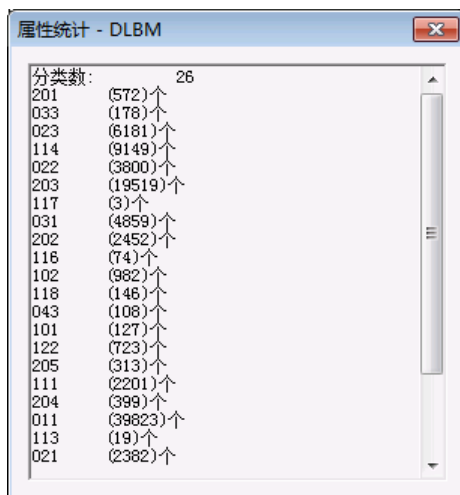 属性统计 - DLBM
分类数: 26
201 (572)个
033 (178)个
023 (6181)个
114 (9149)个
022 (3800)个
203 (19519)个
117 (3)个
031 (4859)个
202 (2452)个
116 (74)个
102 (982)个
118 (146)个
043 (108)个
101 (127)个
122 (723)个
205 (313)个
111 (2201)个
204 (399)个
011 (39823)个
113 (19)个
021 (2382)个